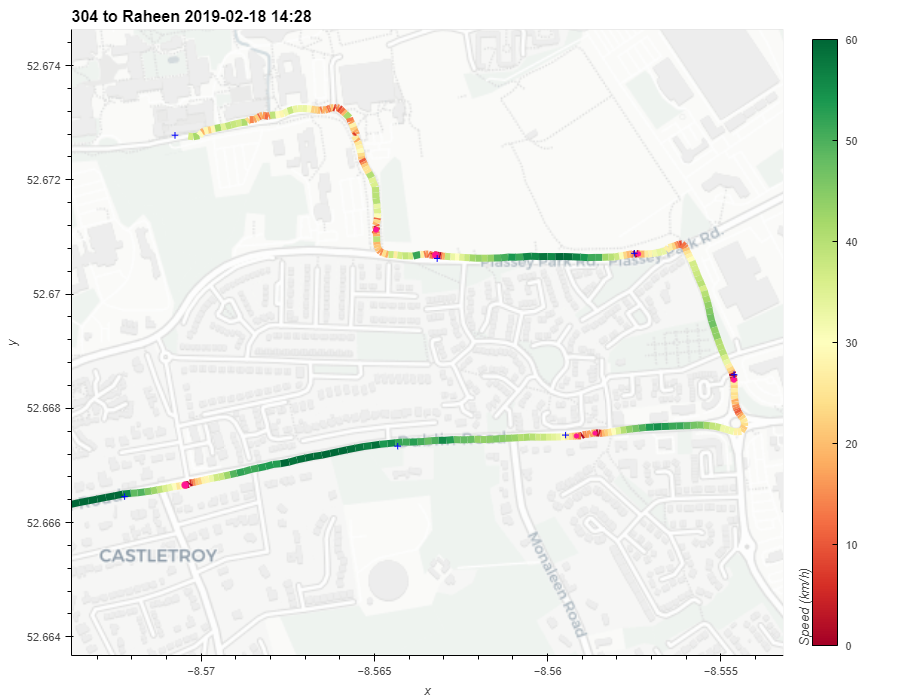 304 to Raheen 2019-02-18 14:28
52.674
52.672
52.67
52.668
52.666
52.664
y
−8.57
−8.565
−8.56
−8.555
x
Plassey Park Rd.
Plassey Park Rd.
CASTLETROY
Monaleen Road
60
50
40
30
20
10
0
Speed (km/h)